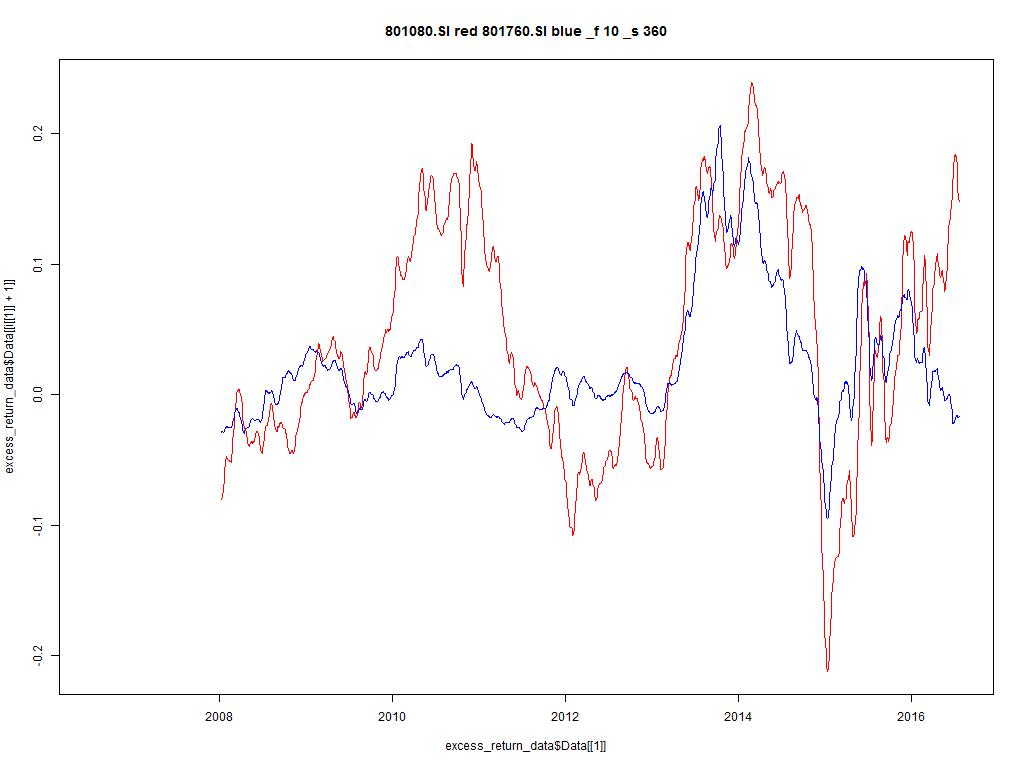 801080.SI red 801760.SI blue _f 10 _s 360
excess_return_data$Data[[i[[1]] + 1]]
0.2
0.1
0.0
-0.1
-0.2
2008 2010 2012 2014 2016
excess_return_data$Data[[1]]